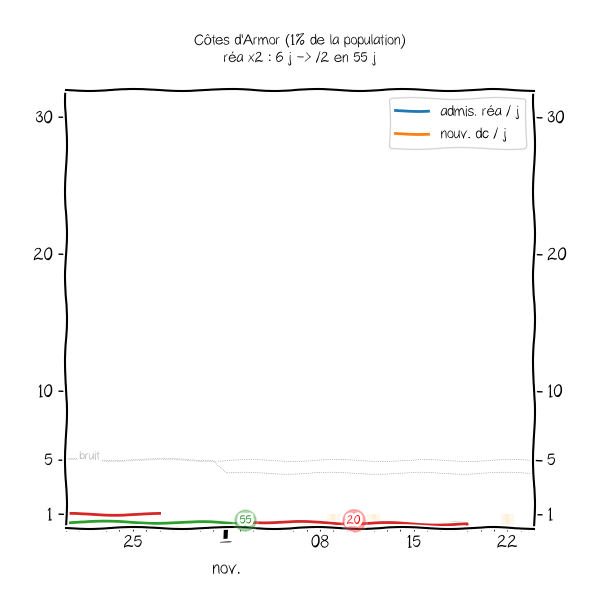 Côtes d'Armor (1% de la population)
réa x2 : 6 j -> /2 en 55 j
admis. réa / j
nouv. dc / j
30
30
20
20
10
10
bruit
5
5
55
20
1
1
25
1
08
15
22
nov.